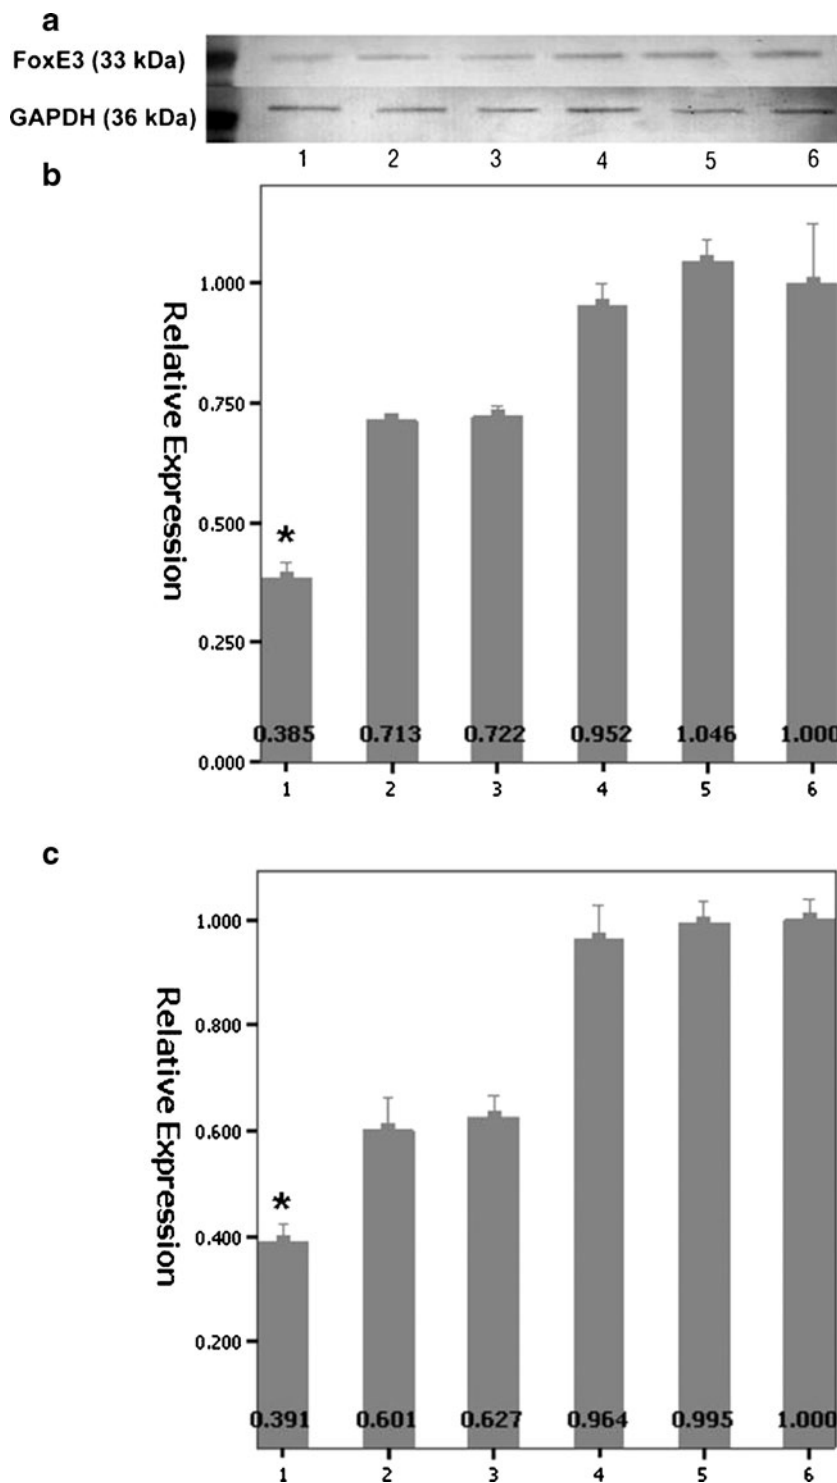 a
FoxE3 (33 kDa)
GAPDH (36 kDa)
1 2 3 4 5 6
b
Relative Expression
1.000
0.750
0.500
0.250
0.000
*
0.385 0.713 0.722 0.952 1.046 1.000
1 2 3 4 5 6
c
Relative Expression
1.000
0.800
0.600
0.400
0.200
*
0.391 0.601 0.627 0.964 0.995 1.000
1 2 3 4 5 6